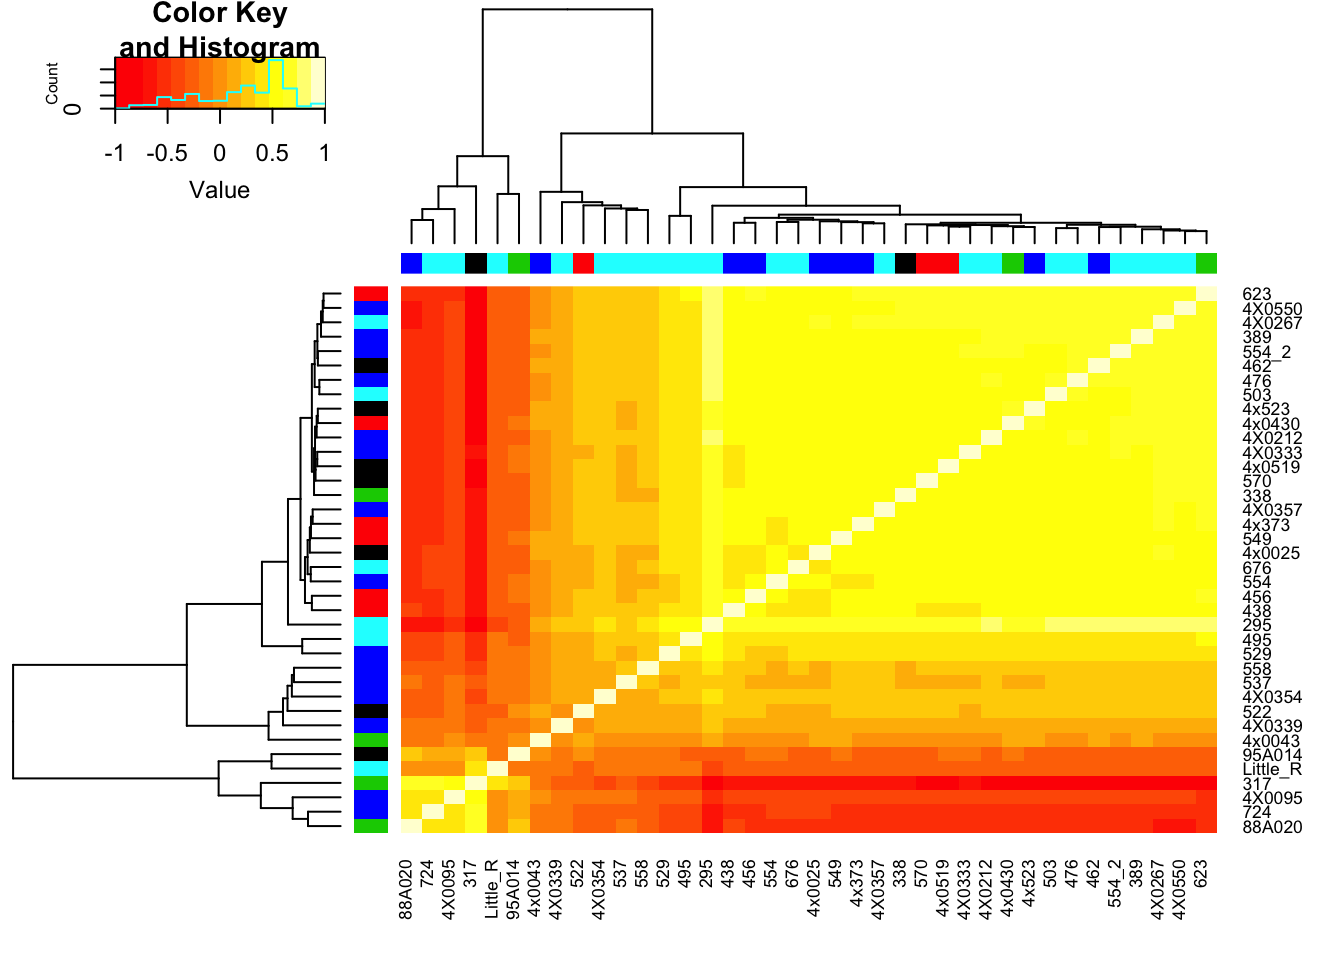 Color Key
and Histogram
Count
0
-1 -0.5 0 0.5 1
Value
623
4X0550
4X0267
389
554_2
462
476
503
4x523
4x0430
4X0212
4X0333
4x0519
570
338
4X0357
4x373
549
4x0025
676
554
456
438
295
495
529
558
537
4X0354
522
4X0339
4x0043
95A014
Little_R
317
4X0095
724
88A020
88A020
724
4X0095
317
Little_R
95A014
4x0043
4X0339
522
4X0354
537
558
529
495
295
438
456
554
676
4x0025
549
4x373
4X0357
338
570
4x0519
4X0333
4X0212
4x0430
4x523
503
476
462
554_2
389
4X0267
4X0550
623